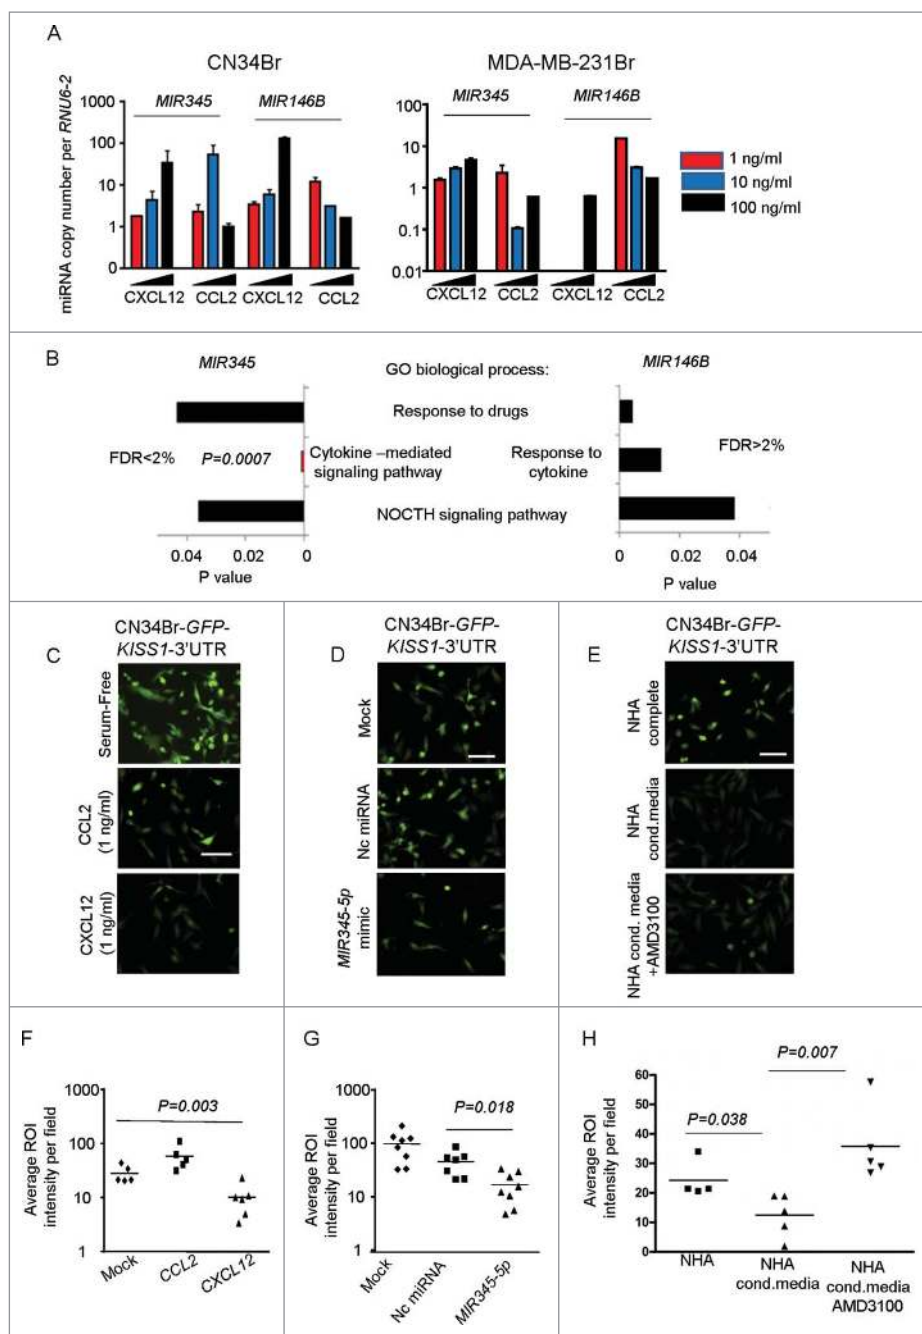 A
CN34Br
MDA-MB-231Br
miRNA copy number per RNU6-2
1000
100
10
1
0
MIR345
MIR146B
CXCL12
CCL2
CXCL12
CCL2
100
10
1
0.1
0.01
MIR345
MIR146B
CXCL12
CCL2
CXCL12
CCL2
1 ng/ml
10 ng/ml
100 ng/ml
B
MIR345
GO biological process:
MIR146B
Response to drugs
FDR<2%
P=0.0007
Cytokine –mediated
signaling pathway
Response to
cytokine
FDR>2%
NOCTH signaling pathway
0.04
0.02
0
P value
0
0.02
0.04
P value
C
CN34Br-GFP-
KISS1-3'UTR
Serum-Free
CCL2
(1 ng/ml)
CXCL12
(1 ng/ml)
D
CN34Br-GFP-
KISS1-3'UTR
Mock
Nc miRNA
MIR345-5p
mimic
E
CN34Br-GFP-
KISS1-3'UTR
NHA
complete
NHA
cond.media
NHA cond. media
+AMD3100
F
Average ROI
intensity per field
1000
100
10
1
P=0.003
Mock
CCL2
CXCL12
G
Average ROI
intensity per field
1000
100
10
1
P=0.018
Mock
Nc miRNA
MIR345-5p
H
Average ROI
intensity per field
60
50
40
30
20
10
0
P=0.007
P=0.038
NHA
NHA
cond.media
NHA
cond.media
AMD3100